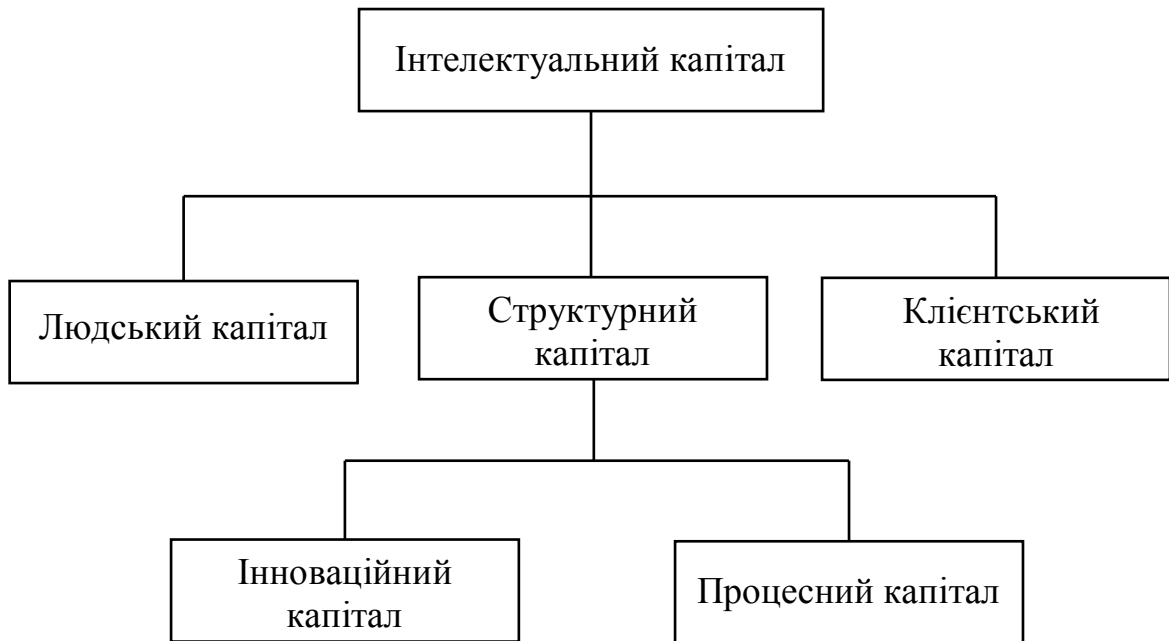 Інтелектуальний капітал
Людський капітал
Структурний
капітал
Клієнтський
капітал
Інноваційний
капітал
Процесний капітал